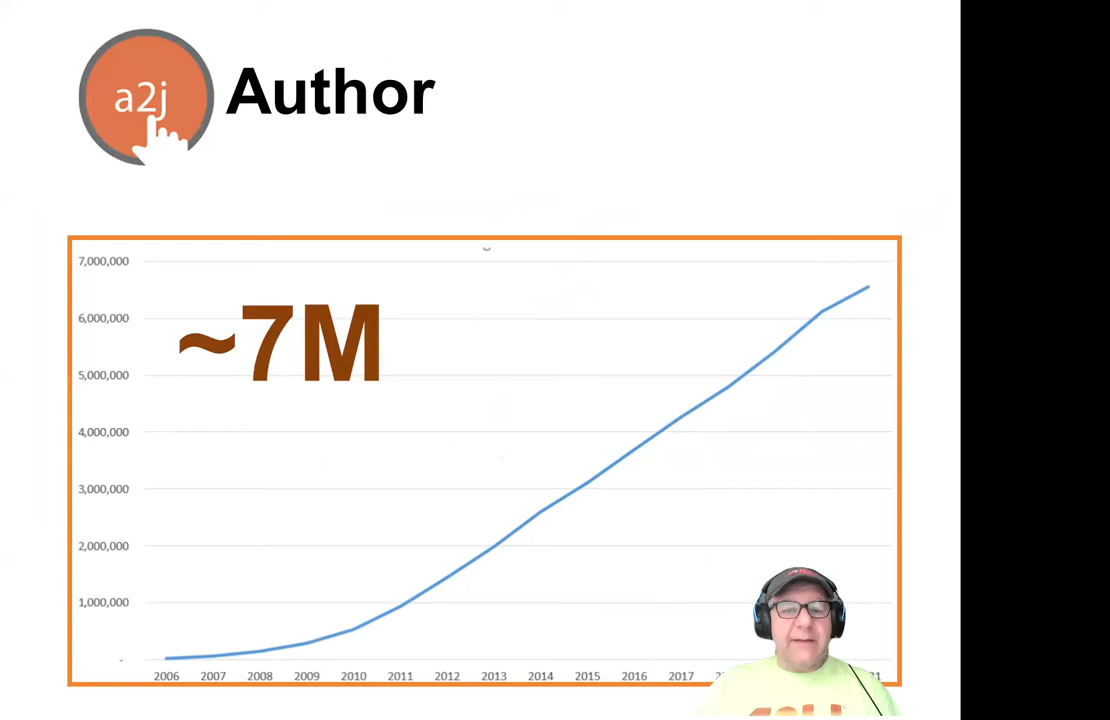 a2j
Author
~7M
7,000,000
6,000,000
5,000,000
4,000,000
3,000,000
2,000,000
1,000,000
-
2006 2007 2008 2009 2010 2011 2012 2013 2014 2015 2016 2017